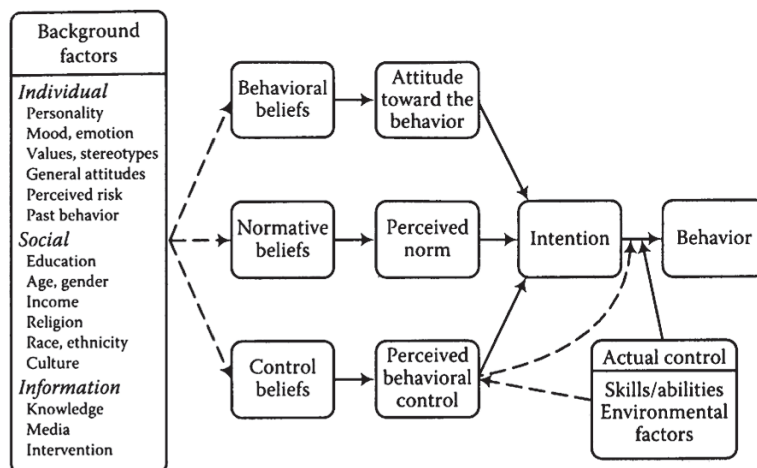 Background
factors
Individual
Personality
Mood, emotion
Values, stereotypes
General attitudes
Perceived risk
Past behavior
Social
Education
Age, gender
Income
Religion
Race, ethnicity
Culture
Information
Knowledge
Media
Intervention
Behavioral
beliefs
Attitude
toward the
behavior
Normative
beliefs
Perceived
norm
Intention
Behavior
Control
beliefs
Perceived
behavioral
control
Actual control
Skills/abilities
Environmental
factors